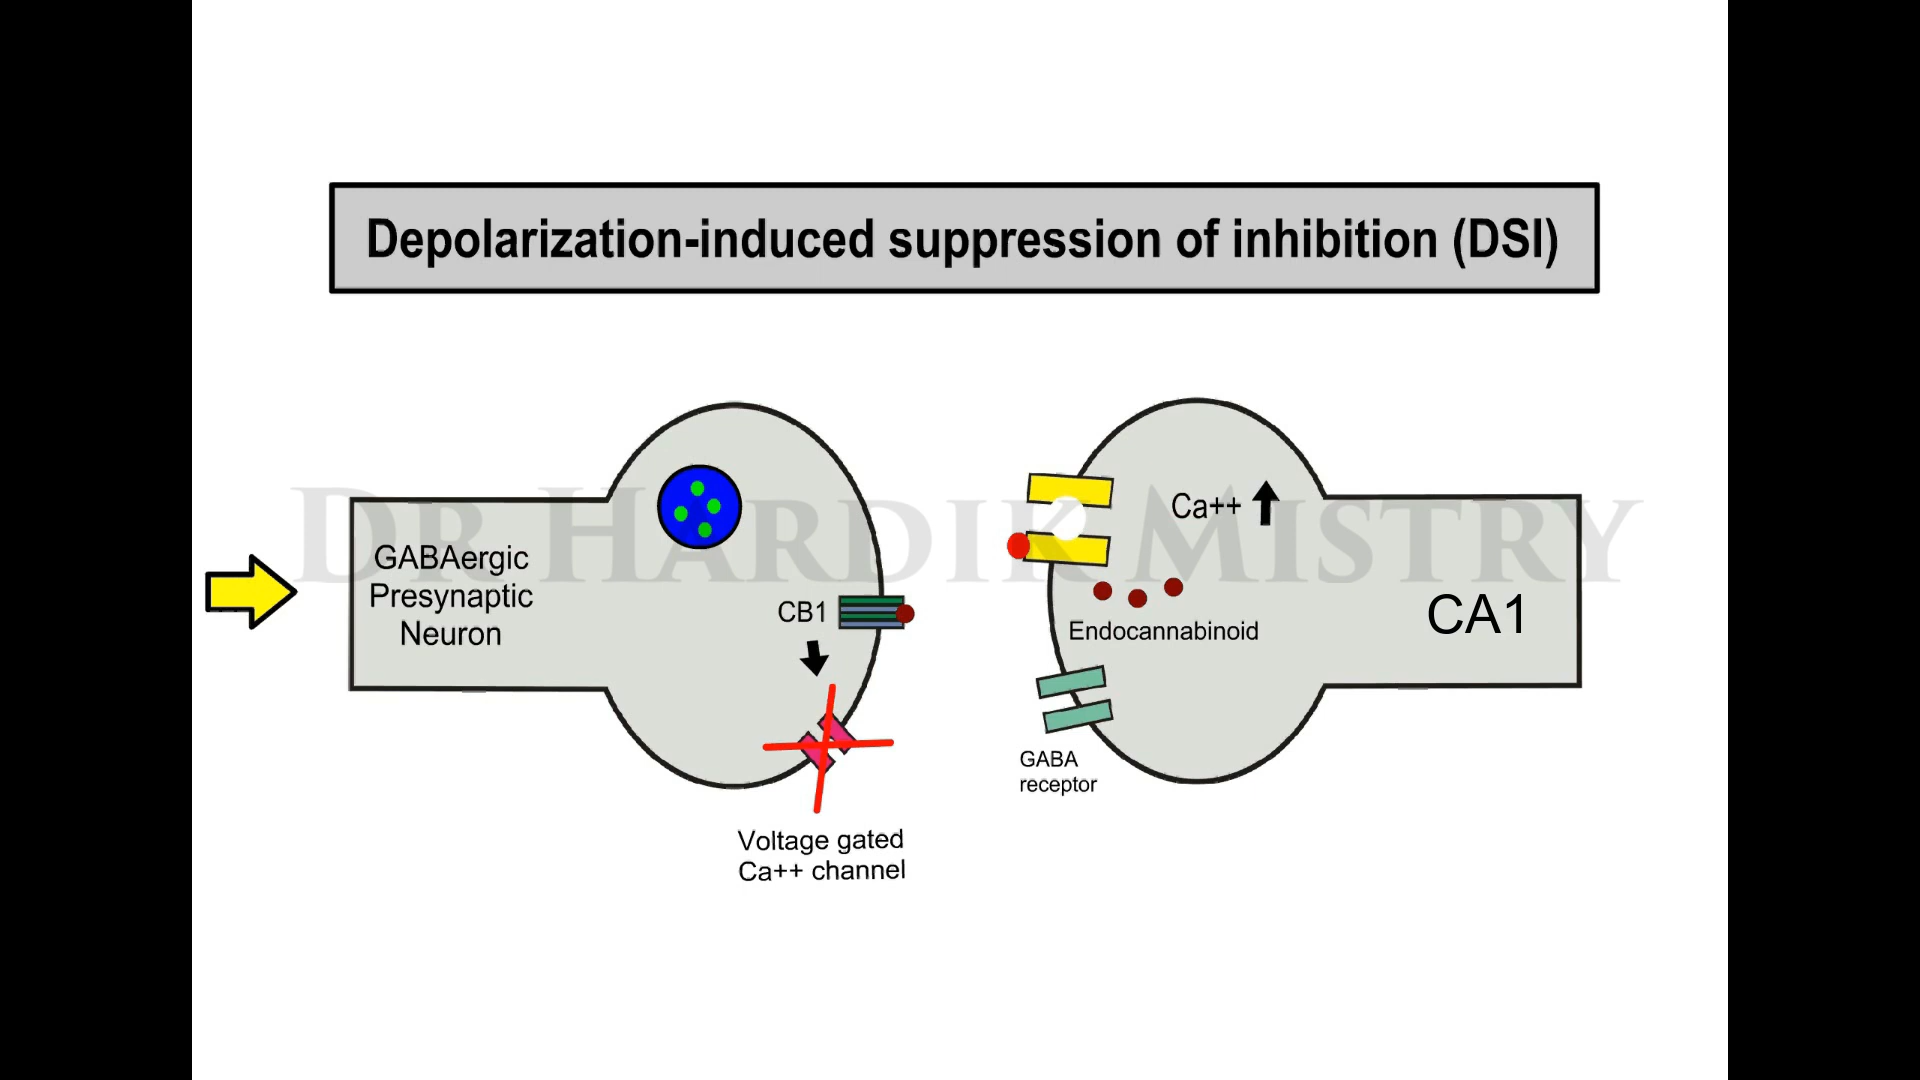 Depolarization-induced suppression of inhibition (DSI)
DR HARDIK MISTRY
GABAergic
Presynaptic
Neuron
CB1
Voltage gated
Ca++ channel
Ca++
Endocannabinoid
GABA
receptor
CA1